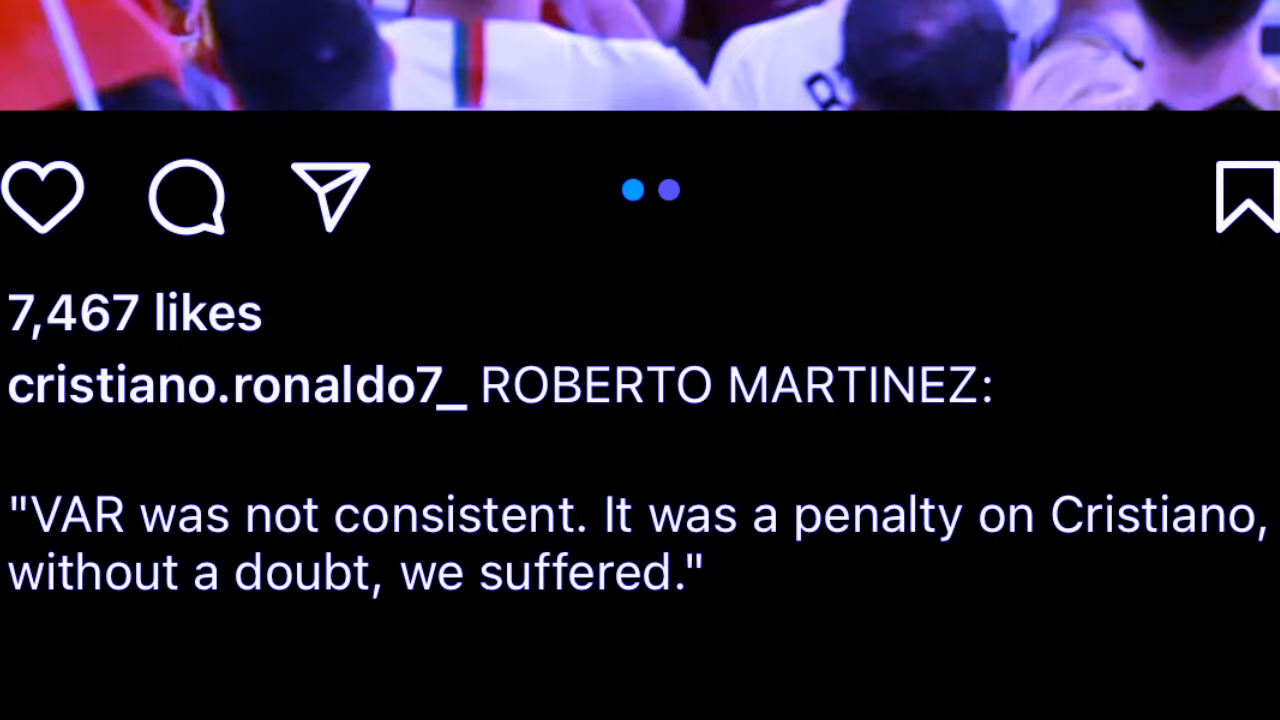 7,467 likes
cristiano.ronaldo7_ ROBERTO MARTINEZ:
"VAR was not consistent. It was a penalty on Cristiano,
without a doubt, we suffered."